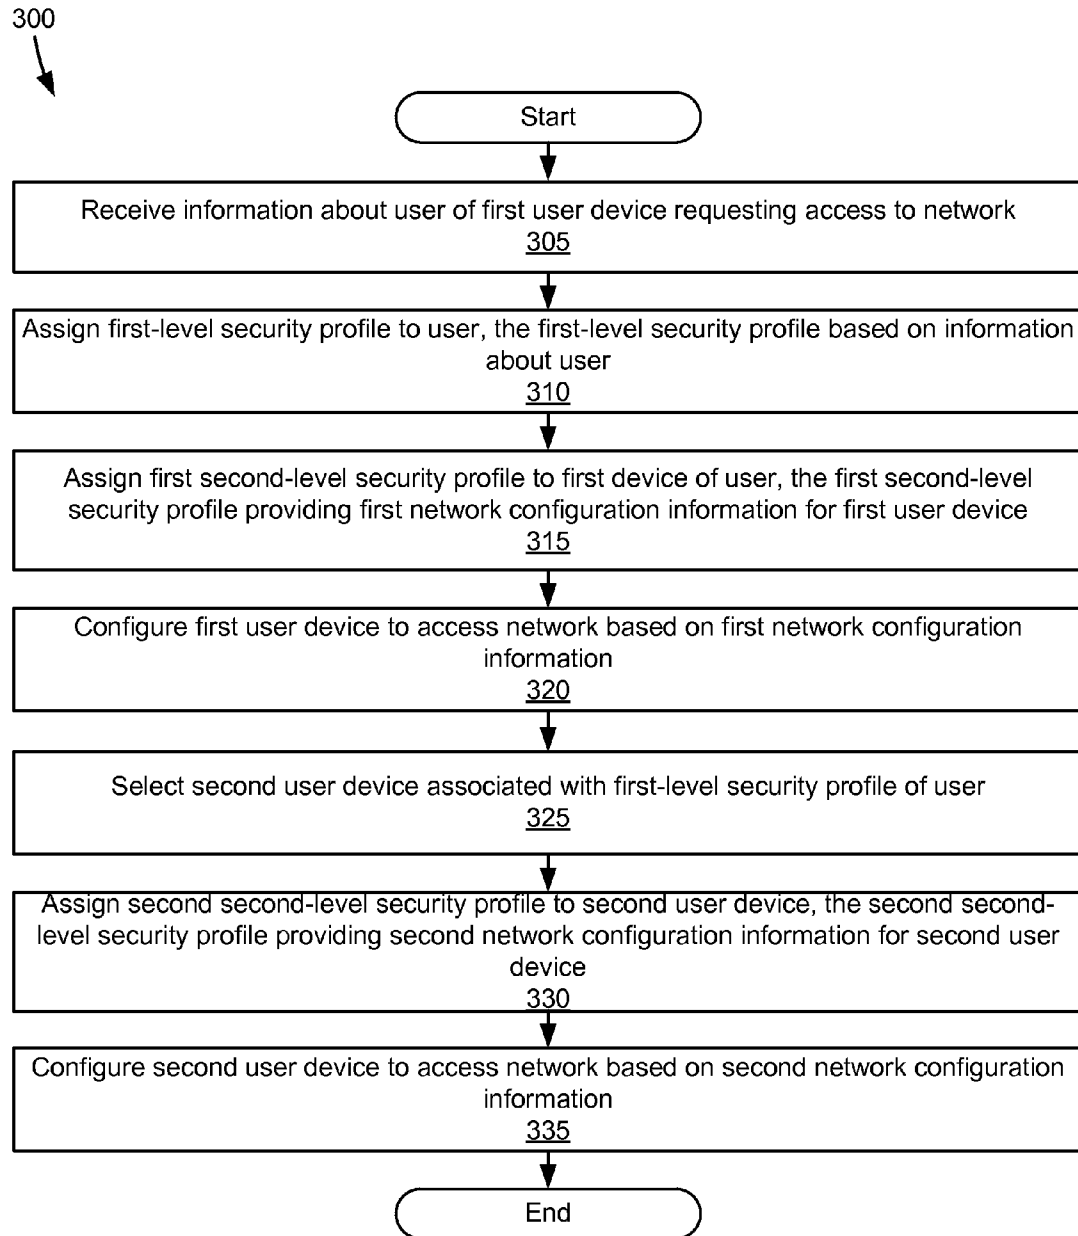 300
Start
Receive information about user of first user device requesting access to network
305
Assign first-level security profile to user, the first-level security profile based on information
about user
310
Assign first second-level security profile to first device of user, the first second-level
security profile providing first network configuration information for first user device
315
Configure first user device to access network based on first network configuration
information
320
Select second user device associated with first-level security profile of user
325
Assign second second-level security profile to second user device, the second second-
level security profile providing second network configuration information for second user
device
330
Configure second user device to access network based on second network configuration
information
335
End